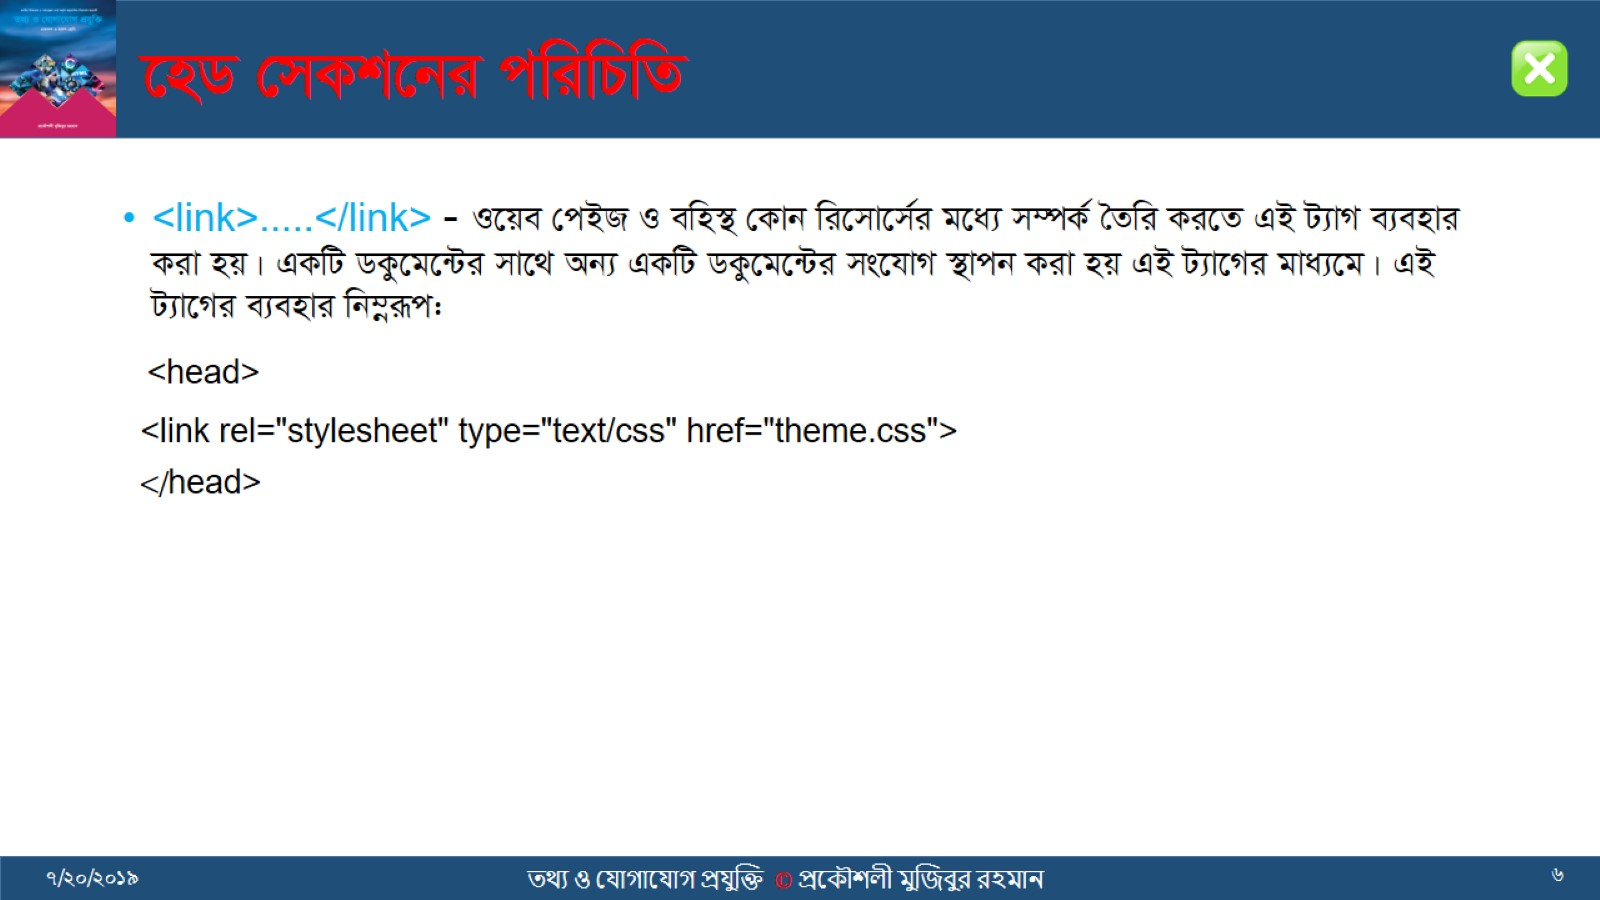 তথ্য ও যোগাযোগ প্রযুক্তি
হেড সেকশনের পরিচিতি
• <link>.....</link> – ওয়েব পেইজ ও বহিস্থ কোন রিসোর্সের মধ্যে সম্পর্ক তৈরি করতে এই ট্যাগ ব্যবহার
করা হয়। একটি ডকুমেন্টের সাথে অন্য একটি ডকুমেন্টের সংযোগ স্থাপন করা হয় এই ট্যাগের মাধ্যমে। এই
ট্যাগের ব্যবহার নিম্নরূপঃ
<head>
<link rel="stylesheet" type="text/css" href="theme.css">
</head>
৭/২০/২০১৯
তথ্য ও যোগাযোগ প্রযুক্তি © প্রকৌশলী মুজিবুর রহমান
৬